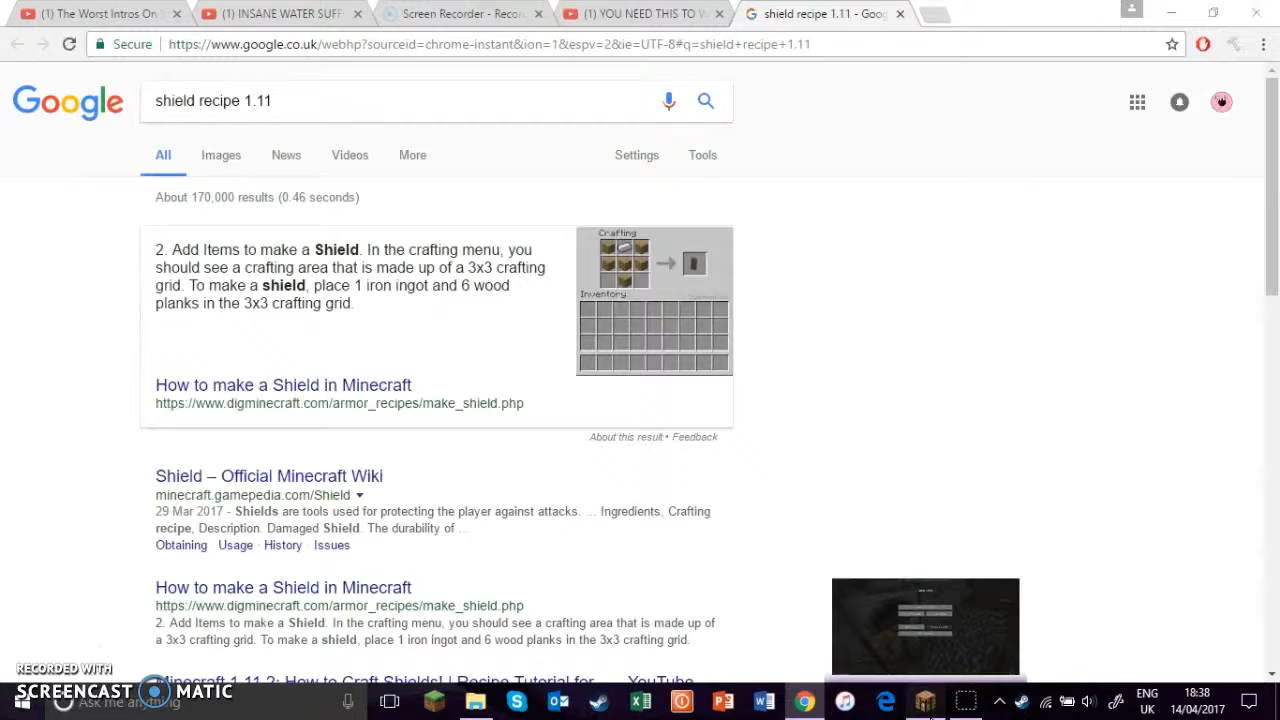 (1) The Worst Intros On
(1) INSANE WATER SUFF
Screen Recorder - Recor
(1) YOU NEED THIS TO W
shield recipe 1.11 - Goog
Secure
https://www.google.co.uk/webhp?sourceid=chrome-instant&ion=1&espv=2&ie=UTF-8#q=shield+recipe+1.11
Google
shield recipe 1.11
All
Images
News
Videos
More
Settings
Tools
About 170,000 results (0.46 seconds)
2. Add Items to make a Shield. In the crafting menu, you
should see a crafting area that is made up of a 3x3 crafting
grid. To make a shield, place 1 iron ingot and 6 wood
planks in the 3x3 crafting grid.
Crafting
Inventory
How to make a Shield in Minecraft
https://www.digminecraft.com/armor_recipes/make_shield.php
About this result • Feedback
Shield – Official Minecraft Wiki
minecraft.gamepedia.com/Shield
29 Mar 2017 - Shields are tools used for protecting the player against attacks. ... Ingredients, Crafting
recipe, Description. Damaged Shield. The durability of ...
Obtaining · Usage · History · Issues
How to make a Shield in Minecraft
https://www.digminecraft.com/armor_recipes/make_shield.php
2. Add Items to make a Shield. In the crafting menu, you should see a crafting area that is made up of
a 3x3 crafting grid. To make a shield, place 1 iron ingot and 6 wood planks in the 3x3 crafting grid.
Minecraft 1.11.2: How to Craft Shields! | Recipe Tutorial for ... - YouTube
RECORDED WITH
SCREENCAST MATIC
Ask me anything
ENG
UK
18:38
14/04/2017